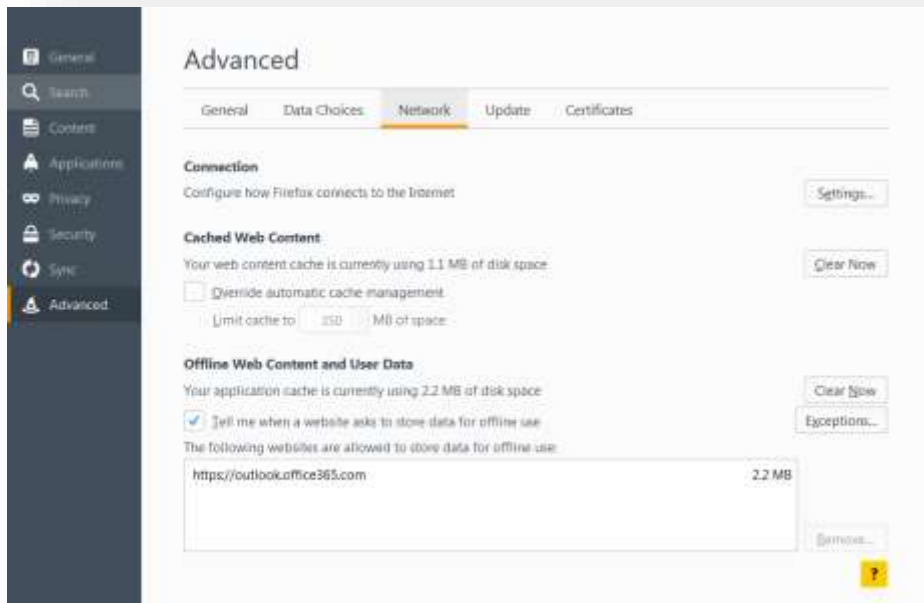 General
Search
Content
Applications
Privacy
Security
Sync
Advanced
Advanced
General Data Choices Network Update Certificates
Connection
Configure how Firefox connects to the Internet Settings...
Cached Web Content
Your web content cache is currently using 1.1 MB of disk space Clear Now
Override automatic cache management
Limit cache to 350 MB of space
Offline Web Content and User Data
Your application cache is currently using 2.2 MB of disk space Clear Now
Tell me when a website asks to store data for offline use Exceptions...
The following websites are allowed to store data for offline use:
https://outlook.office365.com 2.2 MB
Remove...
?